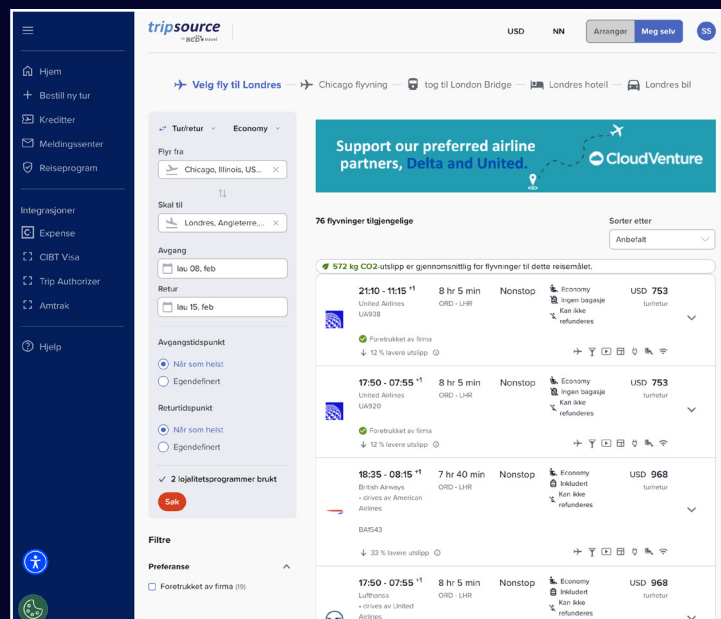 tripsource
BCD travel
USD
NN
Arrangør
Meg selv
SS
Hjem
Bestill ny tur
Kreditter
Meldingssenter
Reiseprogram
Integrasjoner
Expense
CIBT Visa
Trip Authorizer
Amtrak
Hjelp
Velg fly til Londres
Chicago flyvning
tog til London Bridge
Londres hotell
Londres bil
Tur/retur
Economy
Flyr fra
Chicago, Illinois, US...
Skal til
Londres, Angleterre,...
Avgang
lau 08, feb
Retur
lau 15, feb
Avgangstidspunkt
Når som helst
Egendefinert
Returtidspunkt
Når som helst
Egendefinert
2 lojalitetsprogrammer brukt
Søk
Filtre
Preferanse
Foretrukket av firma (19)
Support our preferred airline
partners, Delta and United.
CloudVenture
76 flyvninger tilgjengelige
Sorter etter
Anbefalt
572 kg CO2-utslipp er gjennomsnittlig for flyvninger til dette reisemålet.
21:10 - 11:15 +1
United Airlines
UA938
8 hr 5 min
ORD - LHR
Nonstop
Economy
Ingen bagasje
Kan ikke
refunderes
USD 753
tur/retur
Foretrukket av firma
12 % lavere utslipp
17:50 - 07:55 +1
United Airlines
UA920
8 hr 5 min
ORD - LHR
Nonstop
Economy
Ingen bagasje
Kan ikke
refunderes
USD 753
tur/retur
Foretrukket av firma
12 % lavere utslipp
18:35 - 08:15 +1
British Airways
• drives av American
Airlines
BA1543
7 hr 40 min
ORD - LHR
Nonstop
Economy
Inkludert
Kan ikke
refunderes
USD 968
tur/retur
33 % lavere utslipp
17:50 - 07:55 +1
Lufthansa
• drives av United
Airlines
8 hr 5 min
ORD - LHR
Nonstop
Economy
Inkludert
Kan ikke
refunderes
USD 968
tur/retur